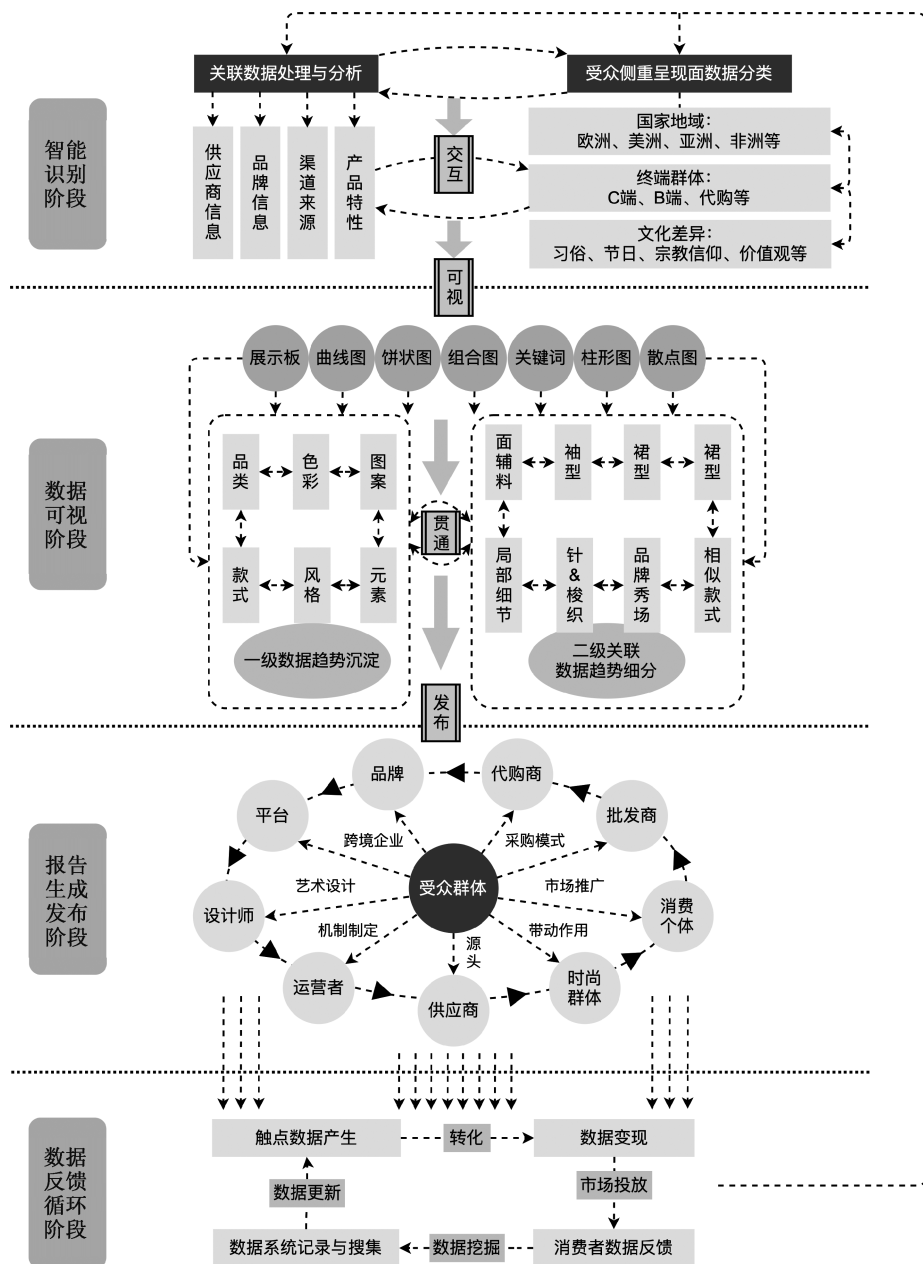 关联数据处理与分析
受众侧重呈现面数据分类
智能
识别
阶段
供应商信息
品牌信息
渠道来源
产品特性
交互
国家地域：
欧洲、美洲、亚洲、非洲等
终端群体：
C端、B端、代购等
文化差异：
习俗、节日、宗教信仰、价值观等
可视
展示板
曲线图
饼状图
组合图
关键词
柱形图
散点图
数据
可视
阶段
品类
色彩
图案
款式
风格
元素
一级数据趋势沉淀
贯通
面辅料
袖型
裙型
裙型
局部细节
针&梭织
品牌秀场
相似款式
二级关联
数据趋势细分
发布
报告
生成
发布
阶段
品牌
代购商
平台
批发商
跨境企业
采购模式
受众群体
艺术设计
市场推广
设计师
消费
个体
机制制定
源头
带动作用
运营者
供应商
时尚
群体
数据
反馈
循环
阶段
触点数据产生
转化
数据变现
数据更新
市场投放
数据系统记录与搜集
数据挖掘
消费者数据反馈